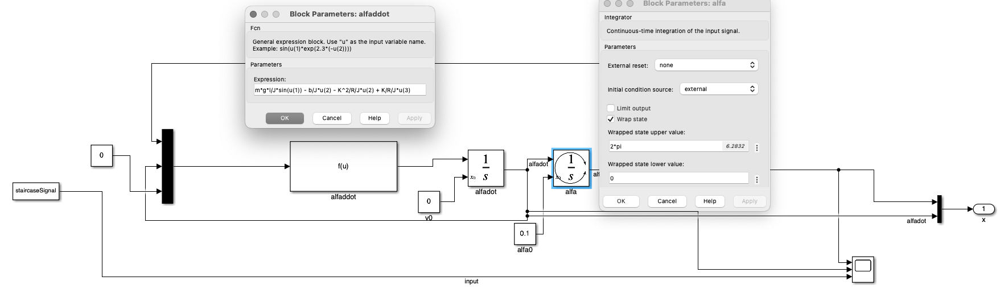 Block Parameters: alfaddot
Fcn
General expression block. Use "u" as the input variable name.
Example: sin(u(1)*exp(2.3*(-u(2))))
Parameters
Expression:
m*g*l/J*sin(u(1)) - b/J*u(2) - K^2/R/J*u(2) + K/R/J*u(3)
OK
Cancel
Help
Apply
Block Parameters: alfa
Integrator
Continuous-time integration of the input signal.
Parameters
External reset:
none
Initial condition source:
external
Limit output
Wrap state
Wrapped state upper value:
2*pi
6.2832
Wrapped state lower value:
0
OK
Cancel
Help
Apply
0
staircaseSignal
f(u)
alfaddot
0
v0
1
s
x0
alfadot
alfadot
1
s
x0
alfa
alf
0.1
alfa0
alfadot
1
x
input